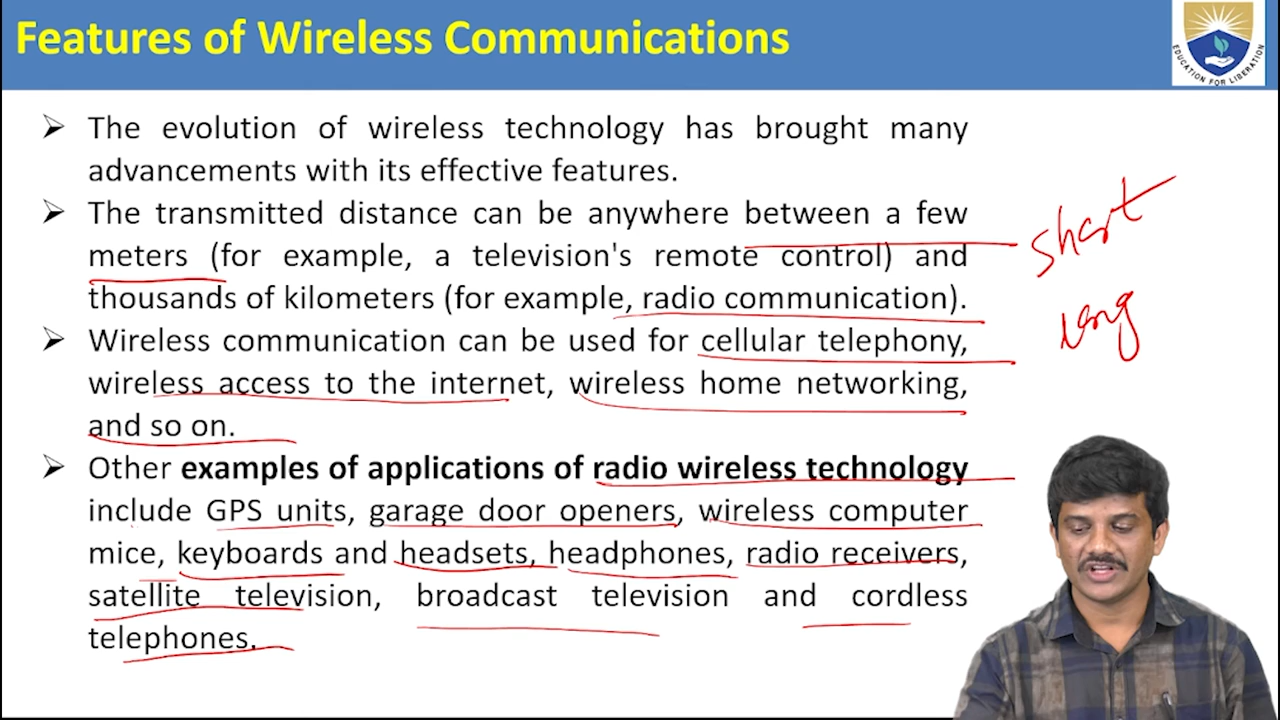 Features of Wireless Communications
EDUCATION FOR LIBERATION
➤ The evolution of wireless technology has brought many
advancements with its effective features.
➤ The transmitted distance can be anywhere between a few
meters (for example, a television's remote control) and
thousands of kilometers (for example, radio communication).
short
long
➤ Wireless communication can be used for cellular telephony,
wireless access to the internet, wireless home networking,
and so on.
➤ Other examples of applications of radio wireless technology
include GPS units, garage door openers, wireless computer
mice, keyboards and headsets, headphones, radio receivers,
satellite television, broadcast television and cordless
telephones.